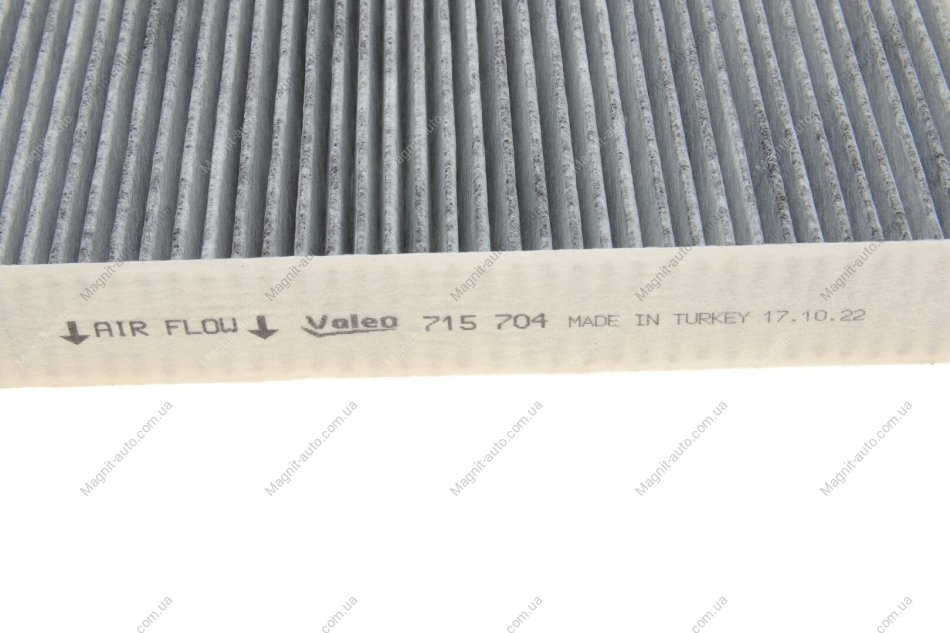 ↓ AIR FLOW ↓ Valeo 715 704 MADE IN TURKEY 17.10.22
Magnit-auto.com.ua